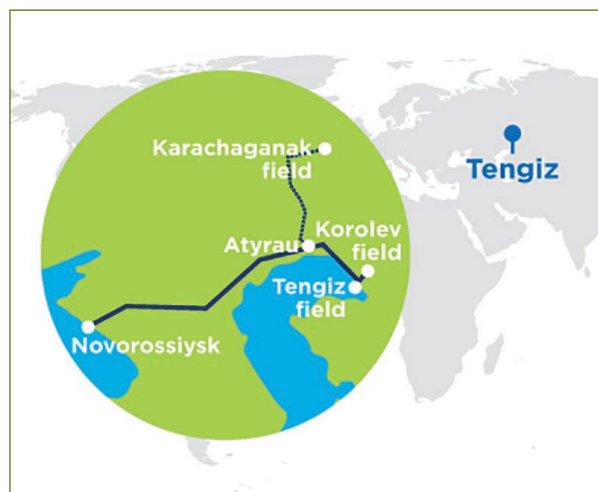 Karachaganak
field
Tengiz
Korolev
field
Atyrau
Tengiz
field
Novorossiysk